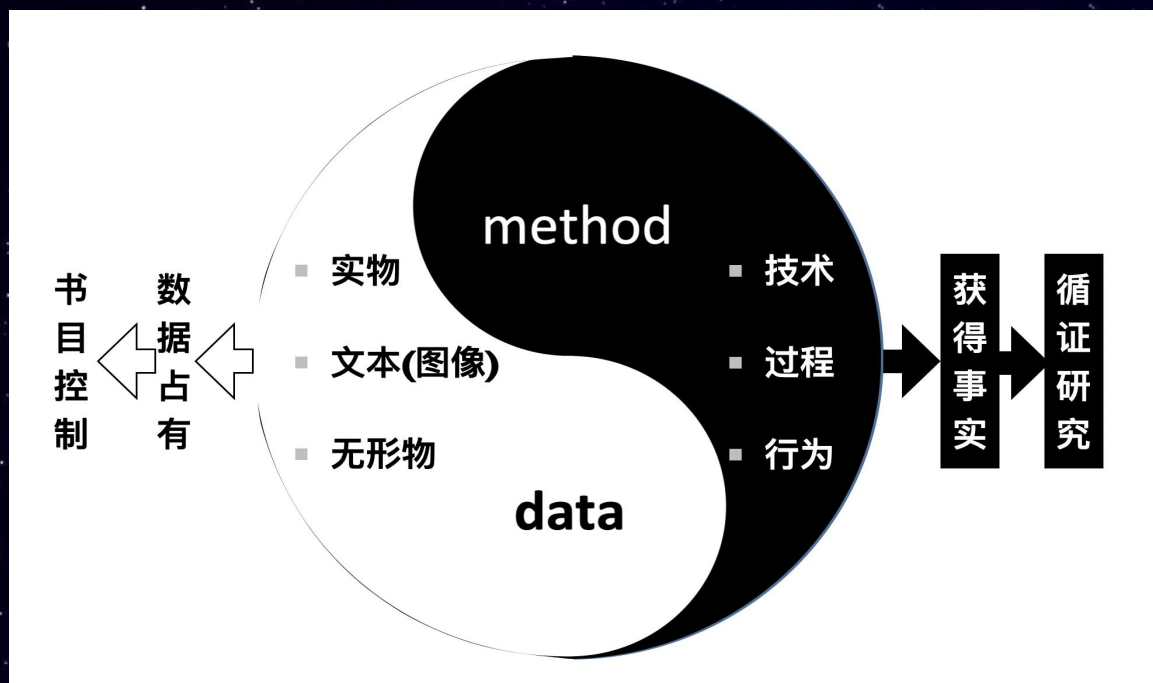 书目控制
数据占有
method
data
实物
文本(图像)
无形物
技术
过程
行为
获得事实
循证研究